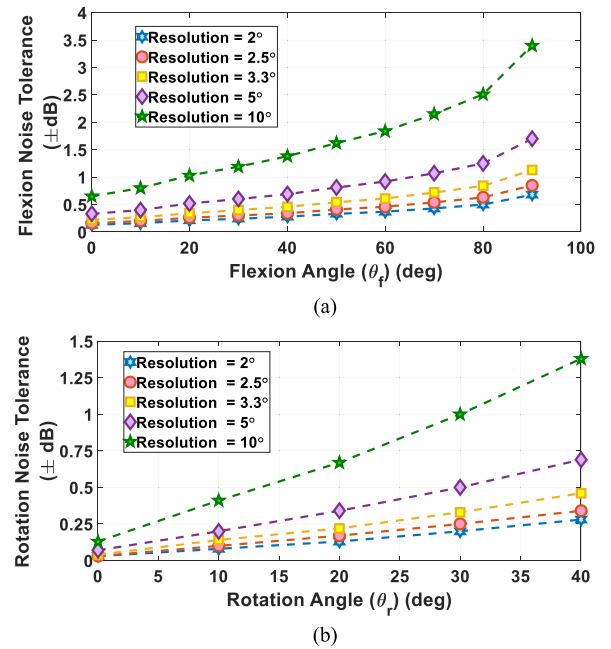 4
3.5
3
2.5
2
1.5
1
0.5
0
Flexion Noise Tolerance
(± dB)
Resolution = 2°
Resolution = 2.5°
Resolution = 3.3°
Resolution = 5°
Resolution = 10°
0 20 40 60 80 100
Flexion Angle (θf) (deg)
(a)
1.5
1.25
1
0.75
0.5
0.25
0
Rotation Noise Tolerance
(± dB)
Resolution = 2°
Resolution = 2.5°
Resolution = 3.3°
Resolution = 5°
Resolution = 10°
0 5 10 15 20 25 30 35 40
Rotation Angle (θr) (deg)
(b)